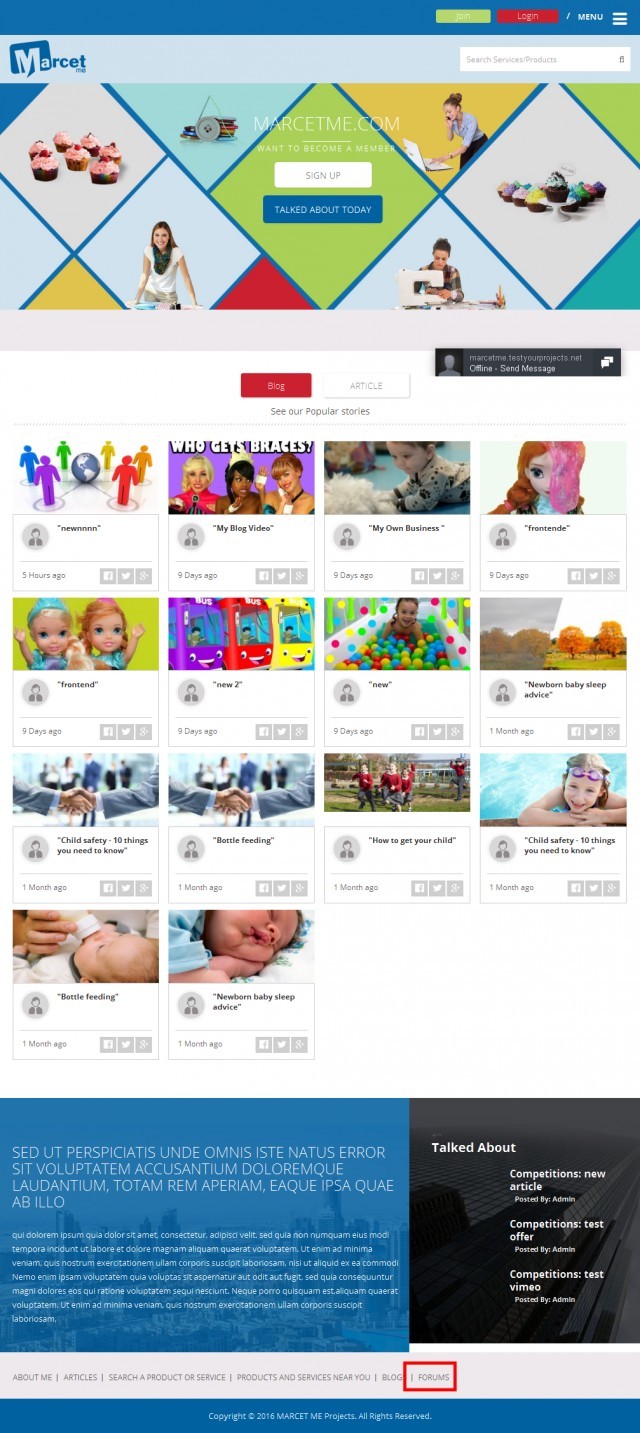 Join
Login
/ MENU
Marcet
me
Search Services/Products
MARCETME.COM
WANT TO BECOME A MEMBER
SIGN UP
TALKED ABOUT TODAY
marcetme.testyourprojects.net
Offline - Send Message
Blog
ARTICLE
See our Popular stories
WHO GETS BRACES?
BUS BUS
"newnnnn"
"My Blog Video"
"My Own Business "
"frontende"
5 Hours ago
9 Days ago
9 Days ago
9 Days ago
"frontend"
"new 2"
"new"
"Newborn baby sleep
advice"
9 Days ago
9 Days ago
9 Days ago
1 Month ago
"Child safety - 10 things
you need to know"
"Bottle feeding"
"How to get your child"
"Child safety - 10 things
you need to know"
1 Month ago
1 Month ago
1 Month ago
1 Month ago
"Bottle feeding"
"Newborn baby sleep
advice"
1 Month ago
1 Month ago
SED UT PERSPICIATIS UNDE OMNIS ISTE NATUS ERROR
SIT VOLUPTATEM ACCUSANTIUM DOLOREMQUE
LAUDANTIUM, TOTAM REM APERIAM, EAQUE IPSA QUAE
AB ILLO
qui dolorem ipsum quia dolor sit amet, consectetur, adipisci velit, sed quia non numquam eius modi
tempora incidunt ut labore et dolore magnam aliquam quaerat voluptatem. Ut enim ad minima
veniam, quis nostrum exercitationem ullam corporis suscipit laboriosam, nisi ut aliquid ex ea commodi
Nemo enim ipsam voluptatem quia voluptas sit aspernatur aut odit aut fugit, sed quia consequuntur
magni dolores eos qui ratione voluptatem sequi nesciunt. Neque porro quisquam est,aliquam quaerat
voluptatem. Ut enim ad minima veniam, quis nostrum exercitationem ullam corporis suscipit
laboriosam,
Talked About
Competitions: new
article
Posted By: Admin
Competitions: test
offer
Posted By: Admin
Competitions: test
vimeo
Posted By: Admin
ABOUT ME | ARTICLES | SEARCH A PRODUCT OR SERVICE | PRODUCTS AND SERVICES NEAR YOU | BLOGS | FORUMS
Copyright © 2016 MARCET ME Projects. All Rights Reserved.